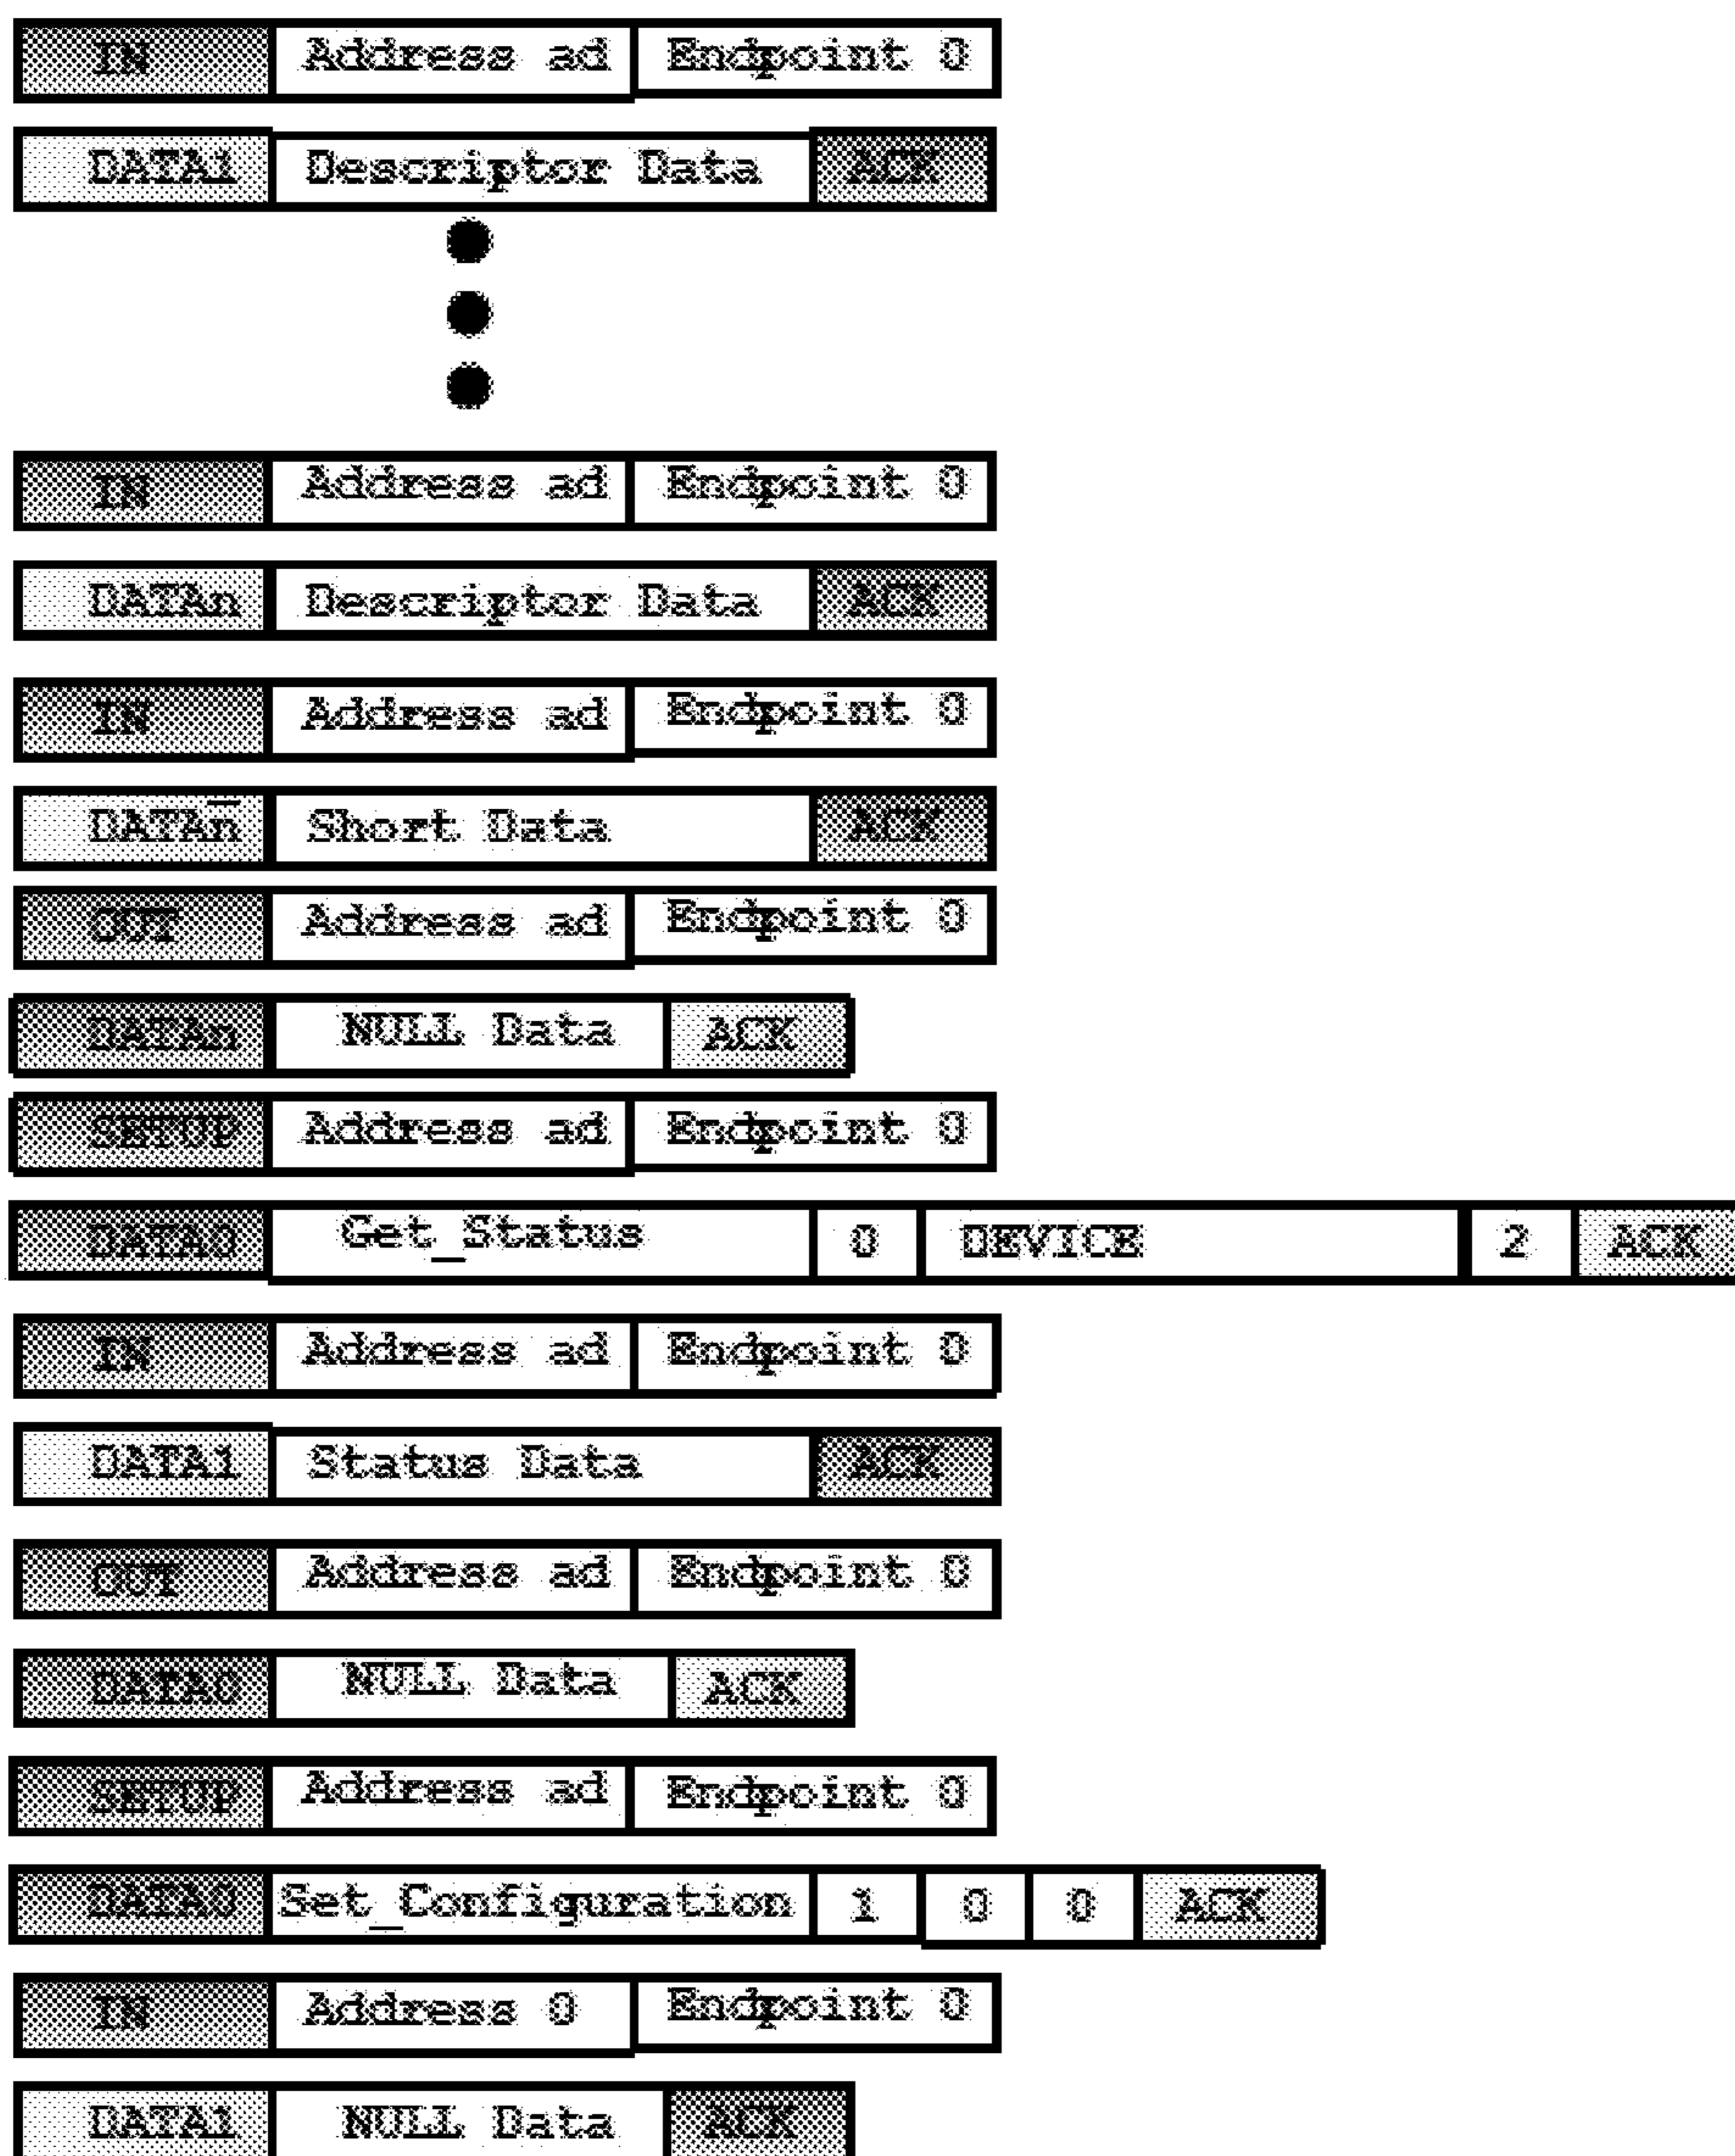 IN Address ad Endpoint 0
DATA1 Descriptor Data ACK
IN Address ad Endpoint 0
DATAn Descriptor Data ACK
IN Address ad Endpoint 0
DATAn̅ Short Data ACK
OUT Address ad Endpoint 0
DATAn NULL Data ACK
SETUP Address ad Endpoint 0
DATA0 Get_Status 0 DEVICE 2 ACK
IN Address ad Endpoint 0
DATA1 Status Data ACK
OUT Address ad Endpoint 0
DATA0 NULL Data ACK
SETUP Address ad Endpoint 0
DATA0 Set_Configuration 1 0 0 ACK
IN Address 0 Endpoint 0
DATA1 NULL Data ACK